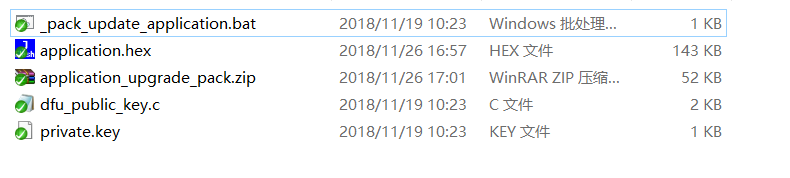 _pack_update_application.bat 2018/11/19 10:23 Windows 批处理... 1 KB
application.hex 2018/11/26 16:57 HEX 文件 143 KB
application_upgrade_pack.zip 2018/11/26 17:01 WinRAR ZIP 压缩... 52 KB
dfu_public_key.c 2018/11/19 10:23 C 文件 2 KB
private.key 2018/11/19 10:23 KEY 文件 1 KB